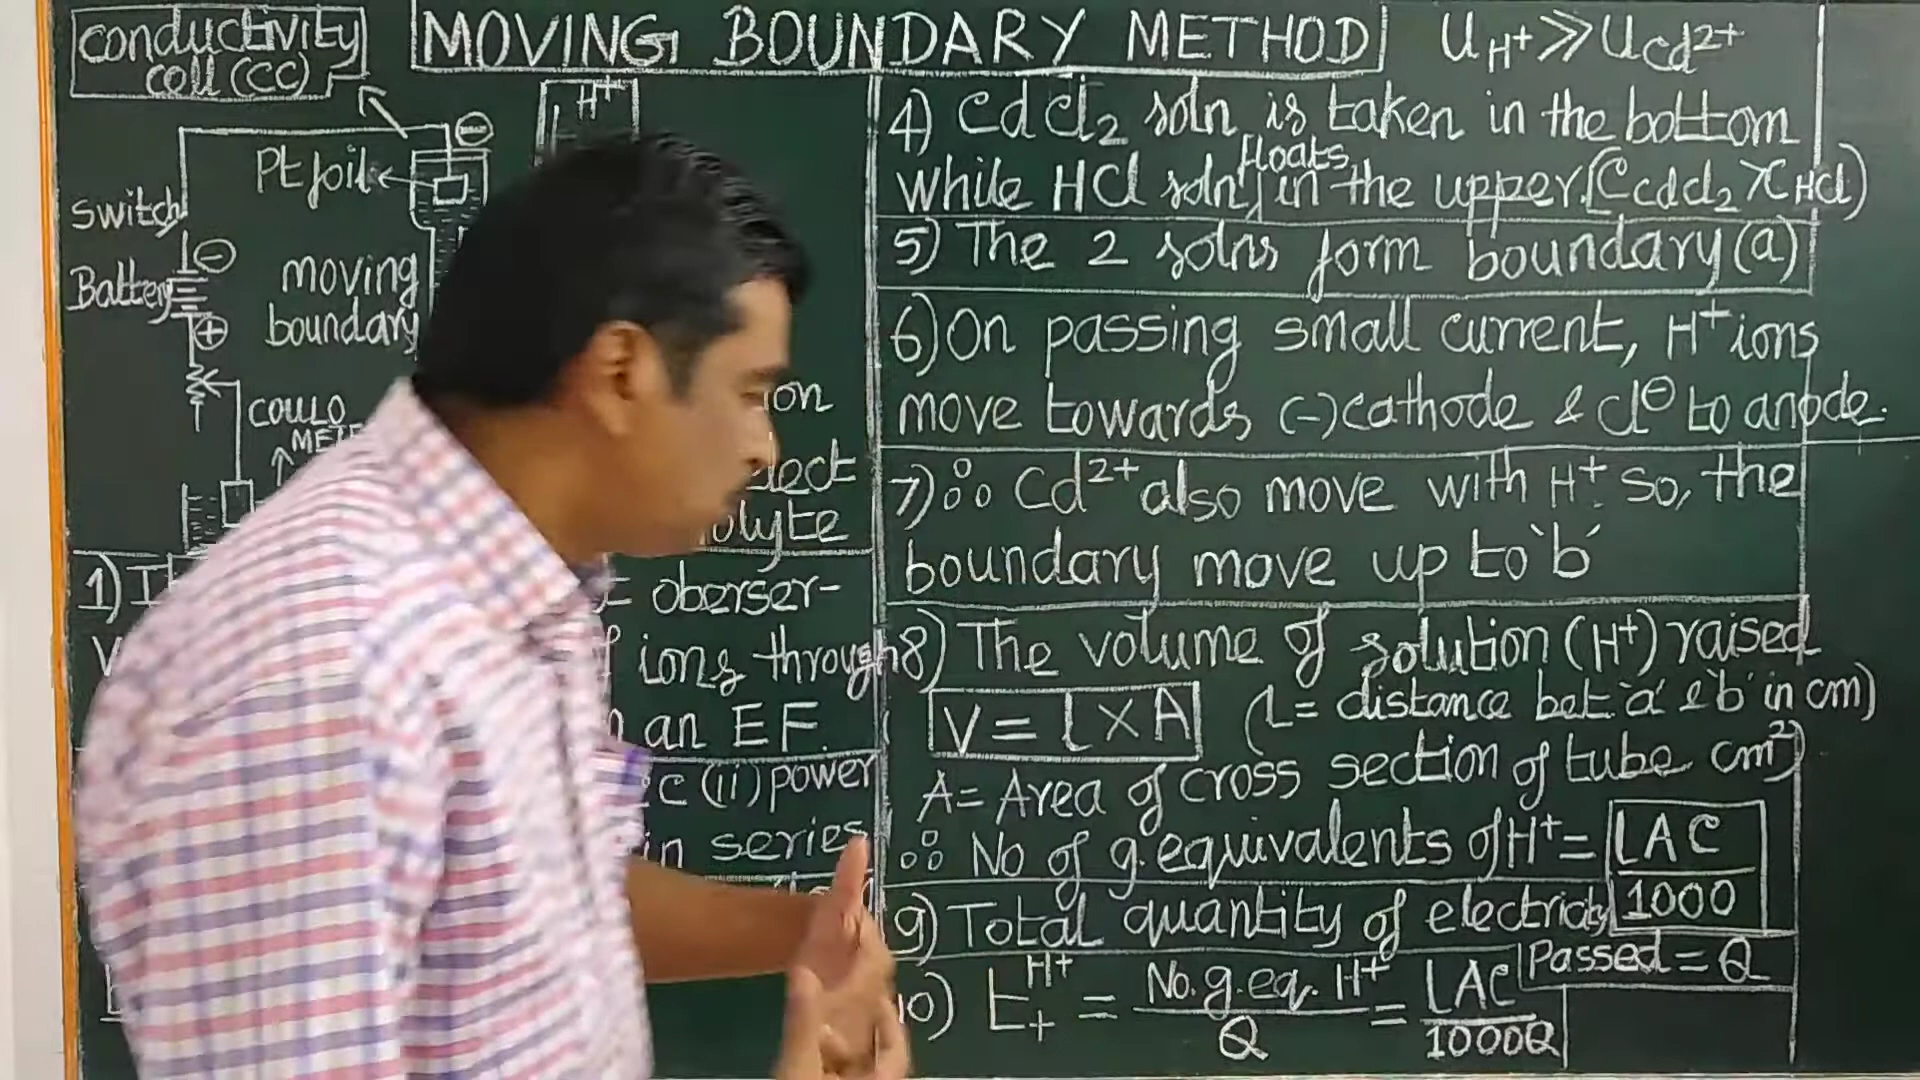 conductivity
cell (CC)
MOVING BOUNDARY METHOD
U H+ ≫ U Cd2+
H+
⊖
Pt foil
Switch
⊖
Battery
⊕
moving
boundary
COULO
on
lect
olyte
1)
= oberser-
ions through
an EF.
(ii) power
in series
4) CdCl2 soln is taken in the bottom
while HCl soln floats in the upper. [C CdCl2 > C HCl)
5) The 2 solns form boundary (a)
6) On passing small current, H+ ions
move towards (-) cathode & Cl⊖ to anode.
7) ∴ Cd2+ also move with H+. So, the
boundary move up to 'b'
8) The volume of solution (H+) raised
V = l × A (L = distance bet. 'a' & 'b' in cm)
A = Area of cross section of tube cm2)
∴ No of g.equivalents of H+ = LAC/1000
9) Total quantity of electricity
Passed = Q
10) t+ H+ = No. g.eq. H+/Q = LAC/1000Q